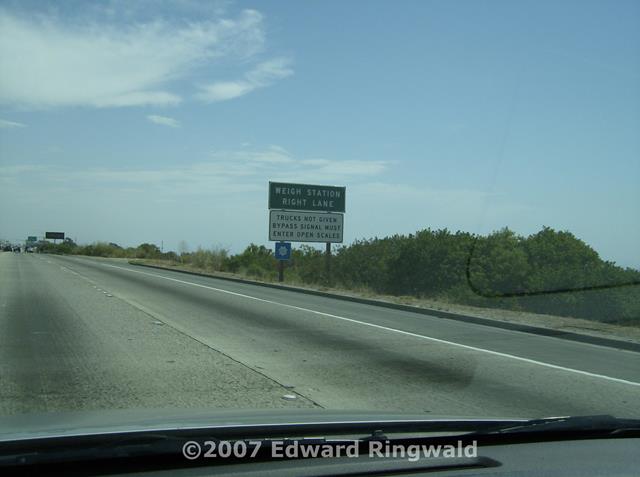 WEIGH STATION
RIGHT LANE
TRUCKS NOT GIVEN
BYPASS SIGNAL MUST
ENTER OPEN SCALES
©2007 Edward Ringwald